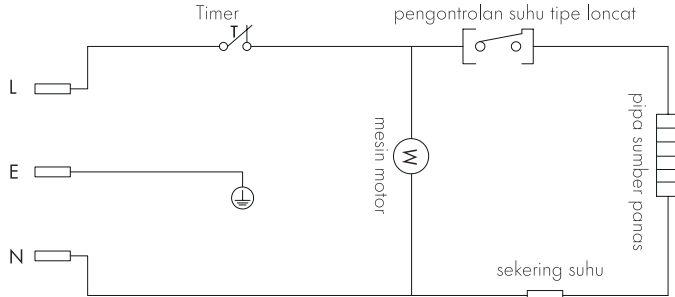 Timer
pengontrolan suhu tipe loncat
T
L
mesin motor
W
pipa sumber panas
E
N
sekering suhu